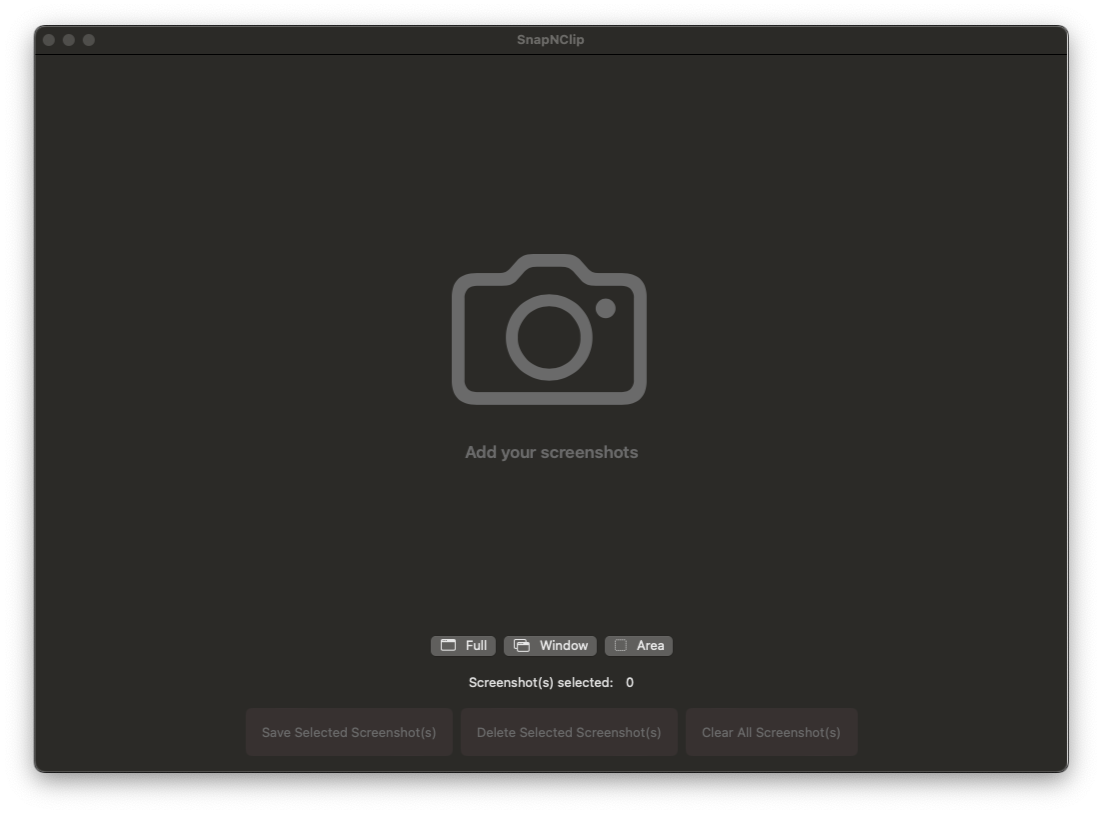 SnapNClip
Add your screenshots
Full Window Area
Screenshot(s) selected: 0
Save Selected Screenshot(s) Delete Selected Screenshot(s) Clear All Screenshot(s)